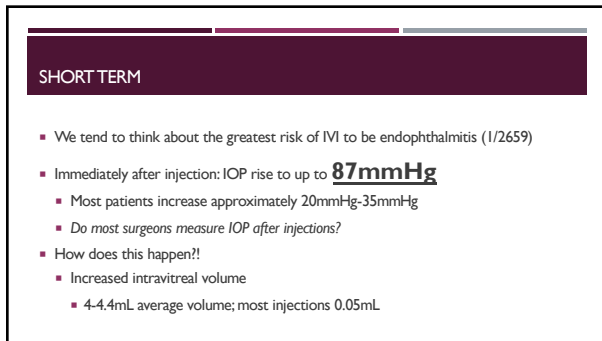 SHORT TERM
▪ We tend to think about the greatest risk of IVI to be endophthalmitis (1/2659)
▪ Immediately after injection: IOP rise to up to 87mmHg
▪ Most patients increase approximately 20mmHg-35mmHg
▪ Do most surgeons measure IOP after injections?
▪ How does this happen?!
▪ Increased intravitreal volume
▪ 4-4.4mL average volume; most injections 0.05mL